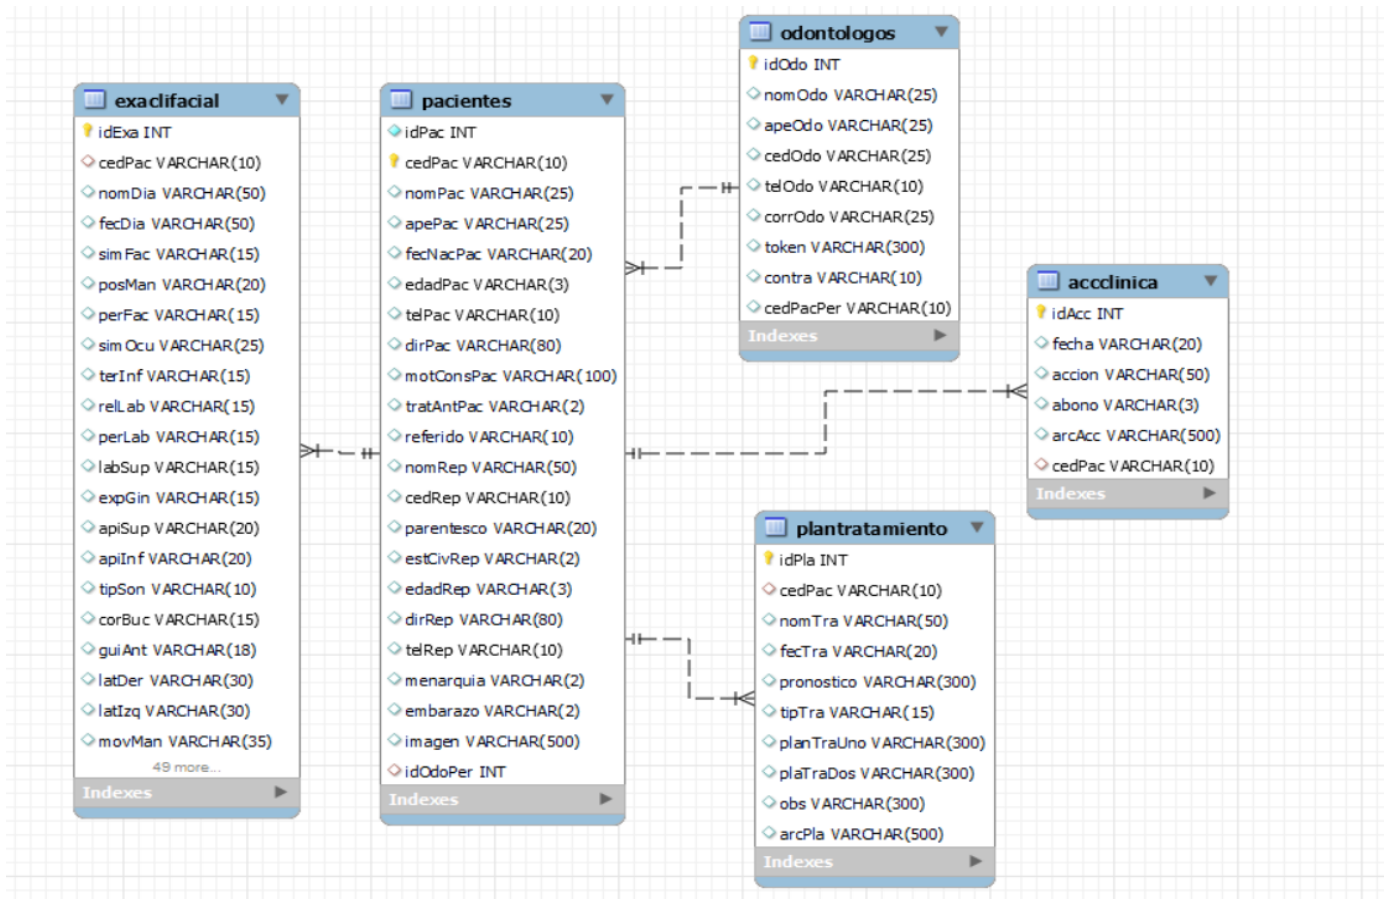 exaclifacial
idExa INT
cedPac VARCHAR(10)
nomDia VARCHAR(50)
fecDia VARCHAR(50)
simFac VARCHAR(15)
posMan VARCHAR(20)
perFac VARCHAR(15)
simOcu VARCHAR(25)
terInf VARCHAR(15)
relLab VARCHAR(15)
perLab VARCHAR(15)
labSup VARCHAR(15)
expGin VARCHAR(15)
apiSup VARCHAR(20)
apiInf VARCHAR(20)
tipSon VARCHAR(10)
corBuc VARCHAR(15)
guiAnt VARCHAR(18)
latDer VARCHAR(30)
latIzq VARCHAR(30)
movMan VARCHAR(35)
49 more...
Indexes
pacientes
idPac INT
cedPac VARCHAR(10)
nomPac VARCHAR(25)
apePac VARCHAR(25)
fecNacPac VARCHAR(20)
edadPac VARCHAR(3)
telPac VARCHAR(10)
dirPac VARCHAR(80)
motConsPac VARCHAR(100)
tratAntPac VARCHAR(2)
referido VARCHAR(10)
nomRep VARCHAR(50)
cedRep VARCHAR(10)
parentesco VARCHAR(20)
estCivRep VARCHAR(2)
edadRep VARCHAR(3)
dirRep VARCHAR(80)
telRep VARCHAR(10)
menarquia VARCHAR(2)
embarazo VARCHAR(2)
imagen VARCHAR(500)
idOdoPer INT
Indexes
odontologos
idOdo INT
nomOdo VARCHAR(25)
apeOdo VARCHAR(25)
cedOdo VARCHAR(25)
telOdo VARCHAR(10)
corrOdo VARCHAR(25)
token VARCHAR(300)
contra VARCHAR(10)
cedPacPer VARCHAR(10)
Indexes
accclinica
idAcc INT
fecha VARCHAR(20)
accion VARCHAR(50)
abono VARCHAR(3)
arcAcc VARCHAR(500)
cedPac VARCHAR(10)
Indexes
plantratamiento
idPla INT
cedPac VARCHAR(10)
nomTra VARCHAR(50)
fecTra VARCHAR(20)
pronostico VARCHAR(300)
tipTra VARCHAR(15)
planTraUno VARCHAR(300)
plaTraDos VARCHAR(300)
obs VARCHAR(300)
arcPla VARCHAR(500)
Indexes